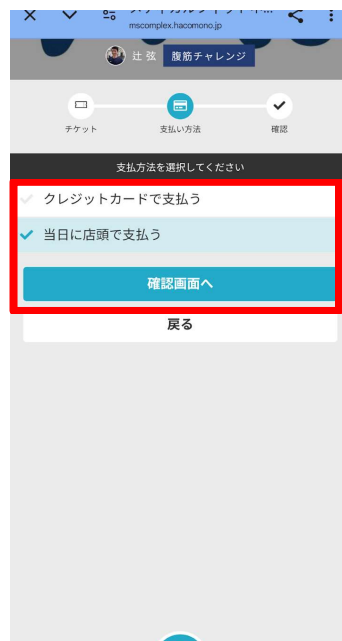 mscomplex.hacomono.jp
辻 弦 腹筋チャレンジ
チケット 支払い方法 確認
支払方法を選択してください
クレジットカードで支払う
当日に店頭で支払う
確認画面へ
戻る